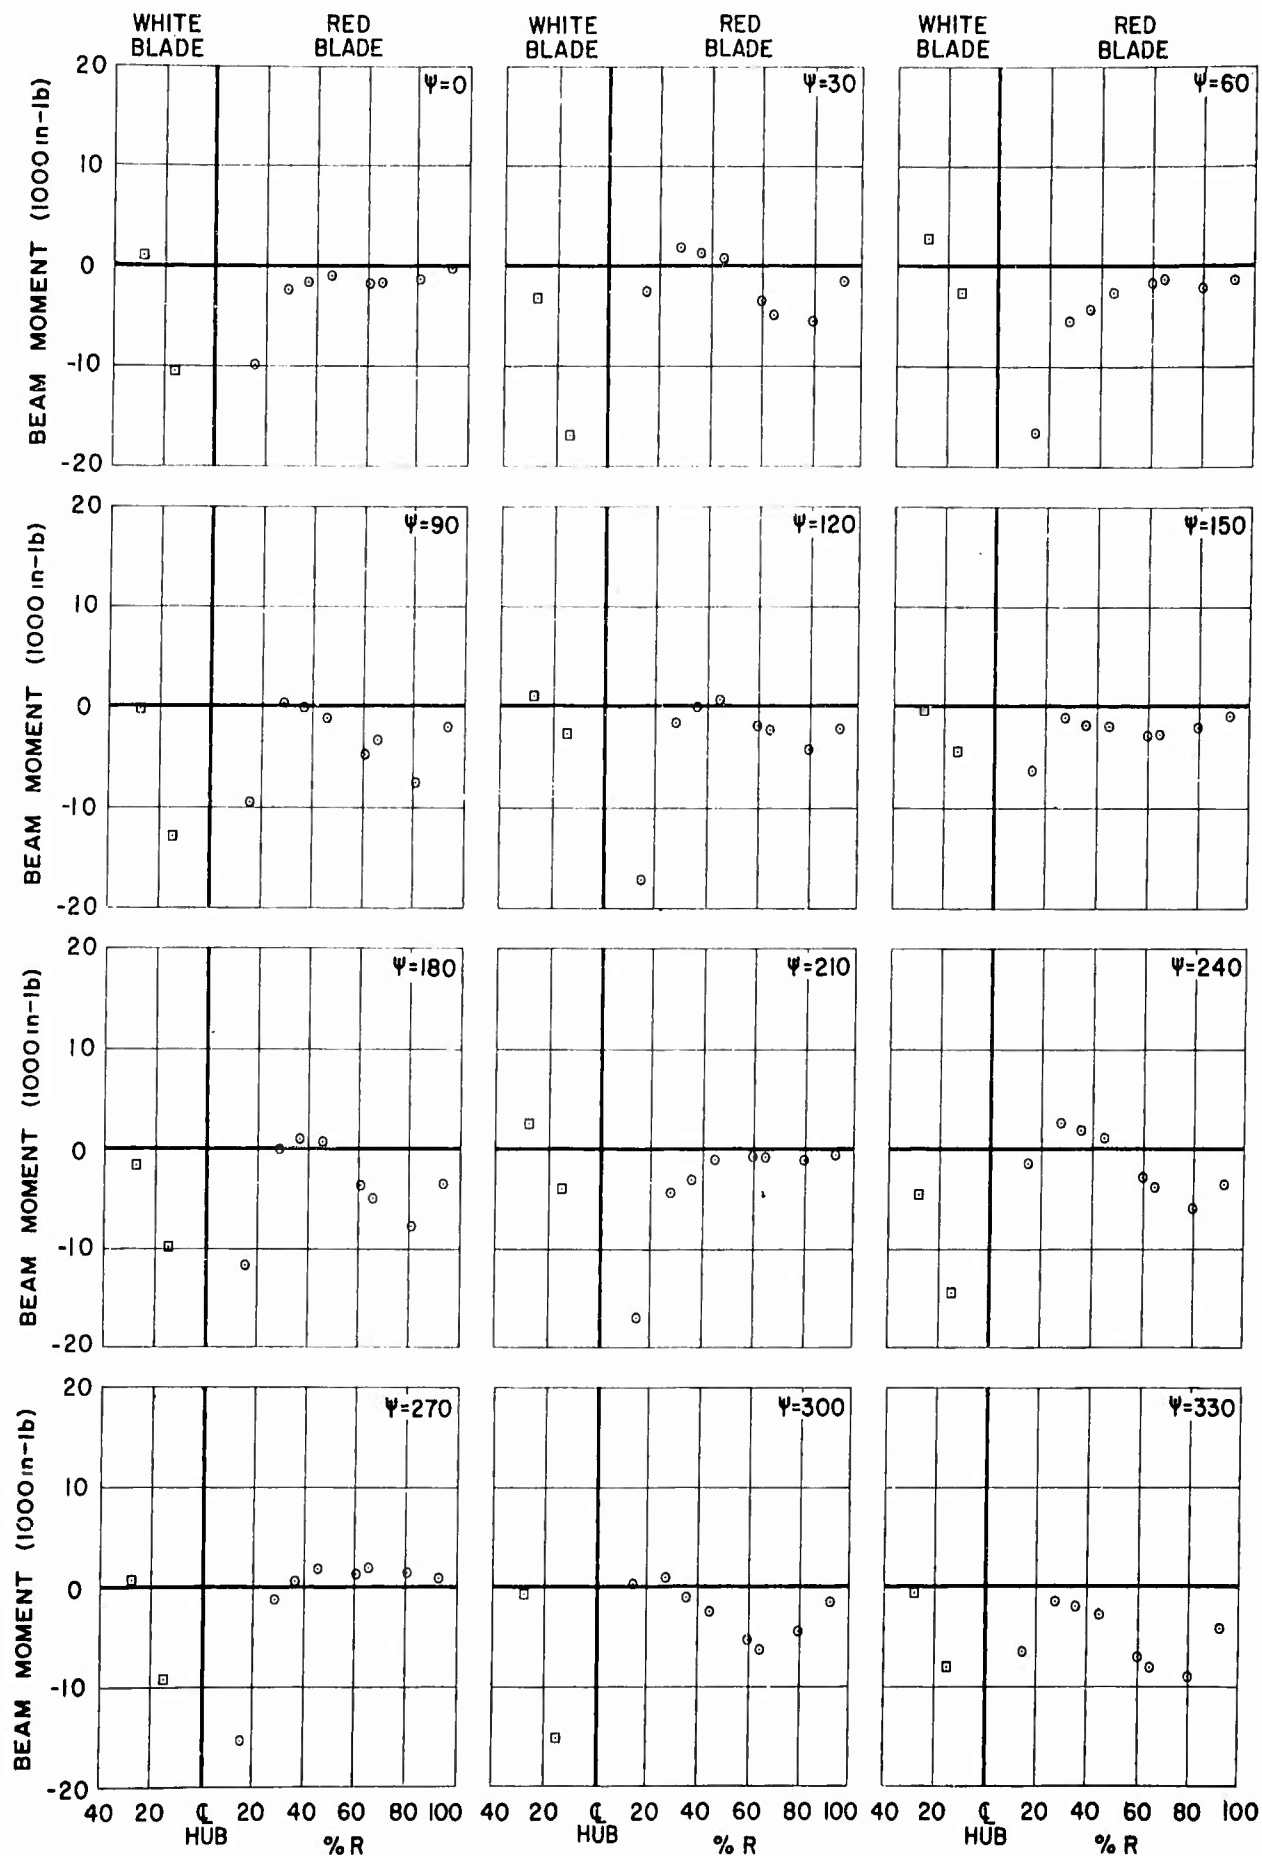 WHITE BLADE RED BLADE WHITE BLADE RED BLADE WHITE BLADE RED BLADE
BEAM MOMENT (1000 in-lb)
20
10
0
-10
-20
Ψ=0
Ψ=30
Ψ=60
BEAM MOMENT (1000 in-lb)
20
10
0
-10
-20
Ψ=90
Ψ=120
Ψ=150
BEAM MOMENT (1000 in-lb)
20
10
0
-10
-20
Ψ=180
Ψ=210
Ψ=240
BEAM MOMENT (1000 in-lb)
20
10
0
-10
-20
Ψ=270
Ψ=300
Ψ=330
40 20 ℄ 20 40 60 80 100 40 20 ℄ 20 40 60 80 100 40 20 ℄ 20 40 60 80 100
HUB % R HUB % R HUB % R